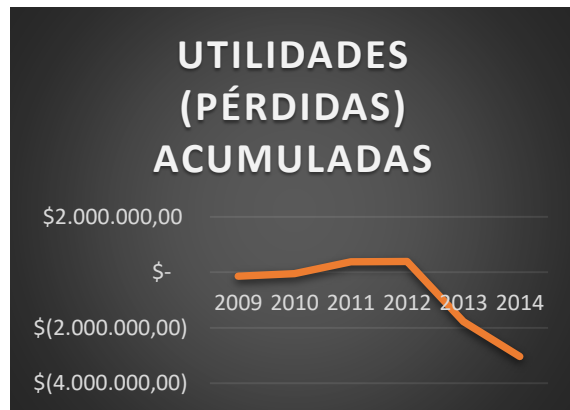 UTILIDADES
(PÉRDIDAS)
ACUMULADAS
$2.000.000,00
$-
2009 2010 2011 2012 2013 2014
$(2.000.000,00)
$(4.000.000,00)